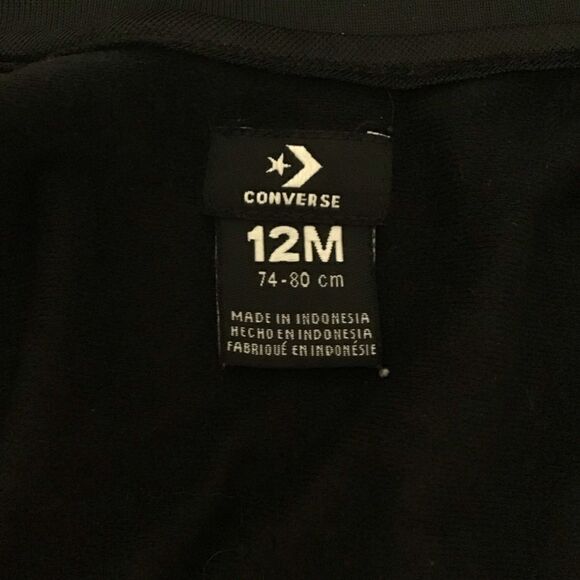 CONVERSE
12M
74-80 cm
MADE IN INDONESIA
HECHO EN INDONESIA
FABRIQUÉ EN INDONÉSIE